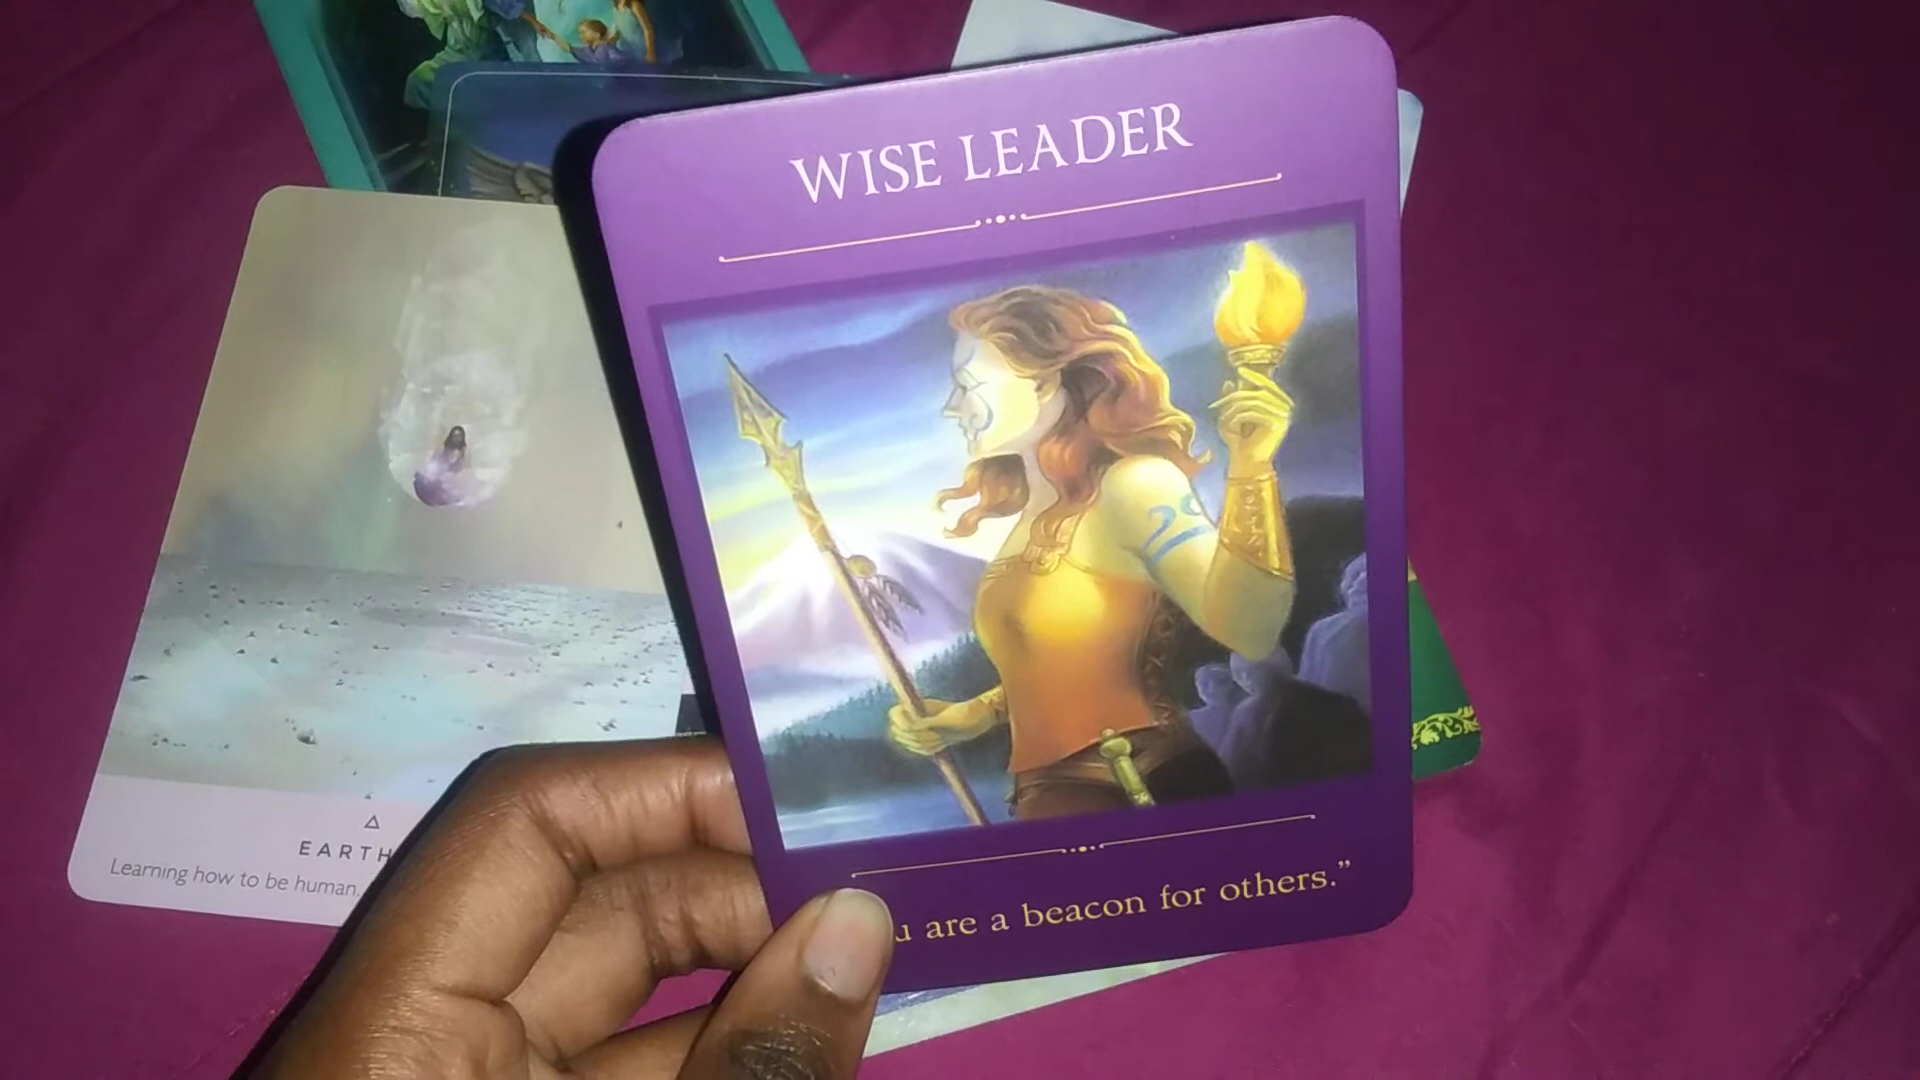 WISE LEADER
u are a beacon for others.”
EARTH
Learning how to be human.